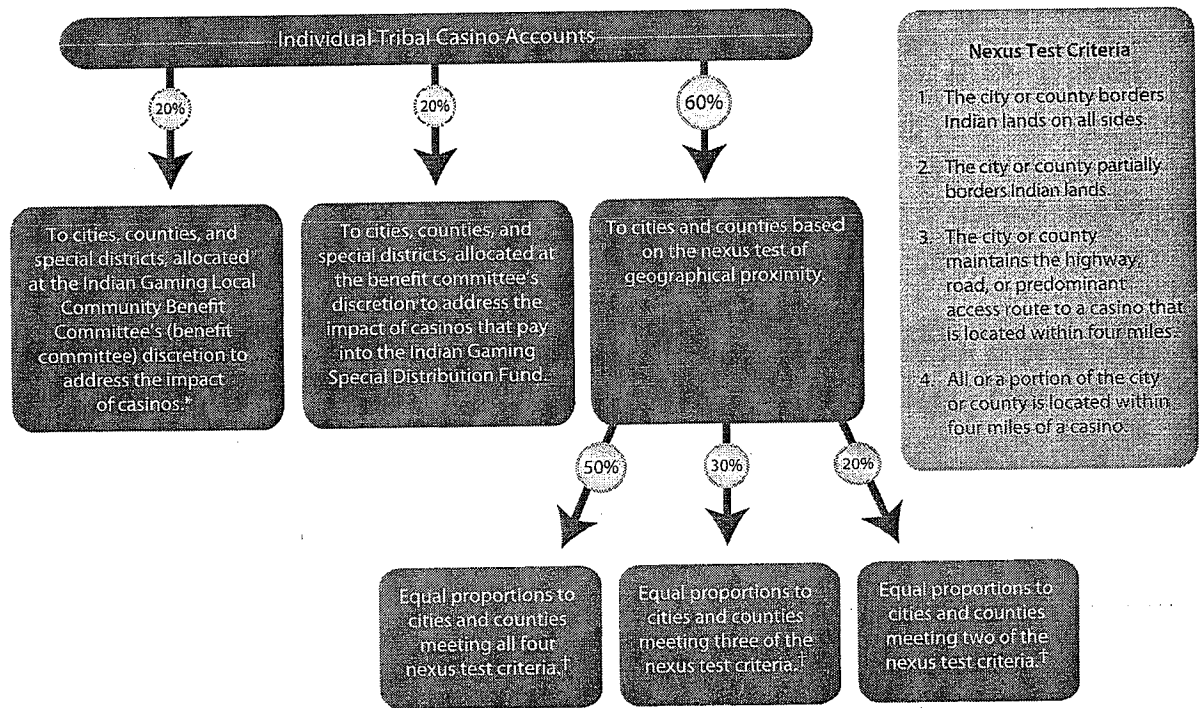 Individual Tribal Casino Accounts
20%
20%
60%
To cities, counties, and
special districts, allocated
at the Indian Gaming Local
Community Benefit
Committee's (benefit
committee) discretion to
address the impact
of casinos.*
To cities, counties, and
special districts, allocated at
the benefit committee's
discretion to address the
impact of casinos that pay
into the Indian Gaming
Special Distribution Fund.
To cities and counties based
on the nexus test of
geographical proximity.
50%
30%
20%
Equal proportions to
cities and counties
meeting all four
nexus test criteria.†
Equal proportions to
cities and counties
meeting three of the
nexus test criteria.†
Equal proportions to
cities and counties
meeting two of the
nexus test criteria.†
Nexus Test Criteria
1. The city or county borders
Indian lands on all sides.
2. The city or county partially
borders Indian lands.
3. The city or county
maintains the highway,
road, or predominant
access route to a casino that
is located within four miles.
4. All or a portion of the city
or county is located within
four miles of a casino.